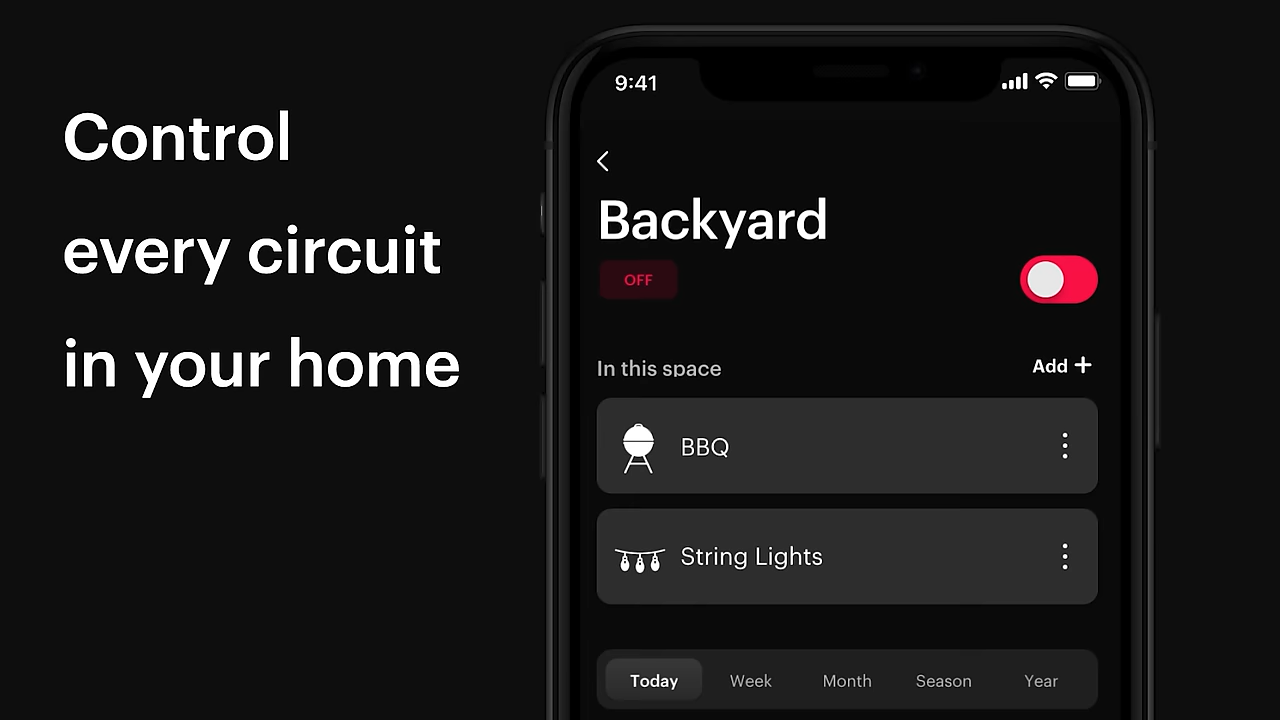 Control
every circuit
in your home
9:41
Backyard
OFF
In this space
Add +
BBQ
String Lights
Today Week Month Season Year